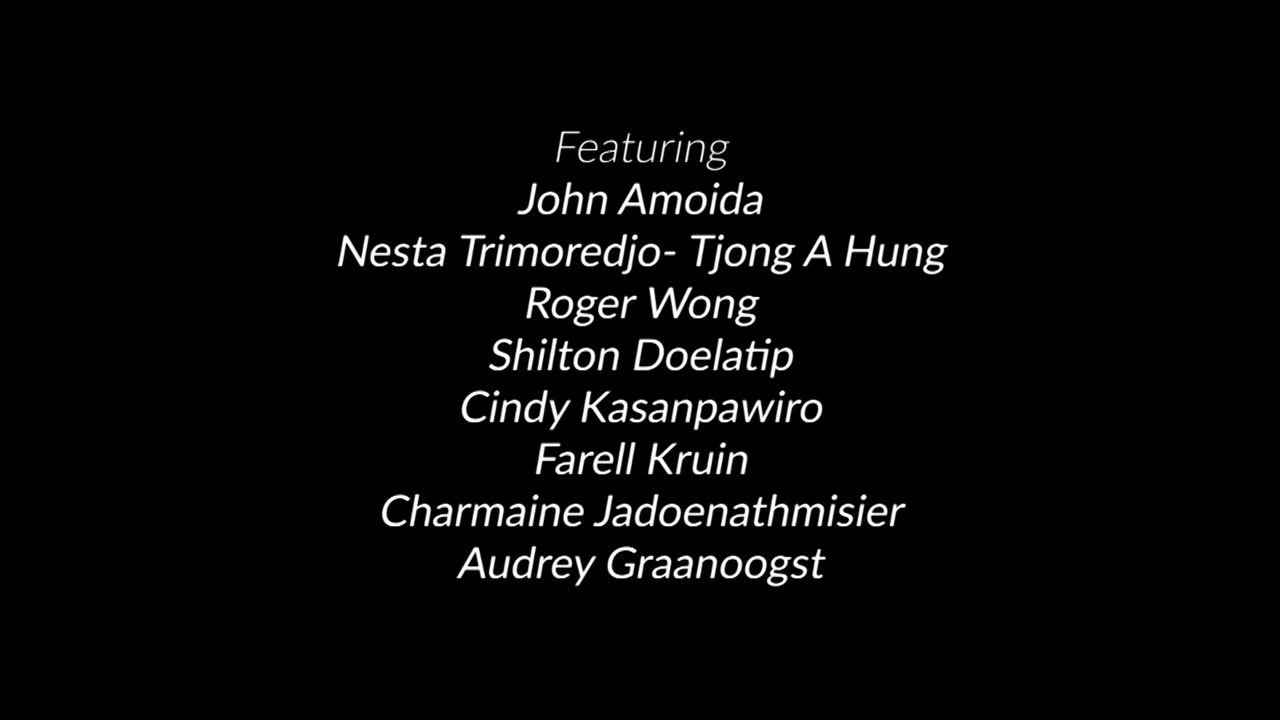 Featuring
John Amoida
Nesta Trimoredjo- Tjong A Hung
Roger Wong
Shilton Doelatip
Cindy Kasanpawiro
Farell Kruin
Charmaine Jadoenathmisier
Audrey Graanoogst